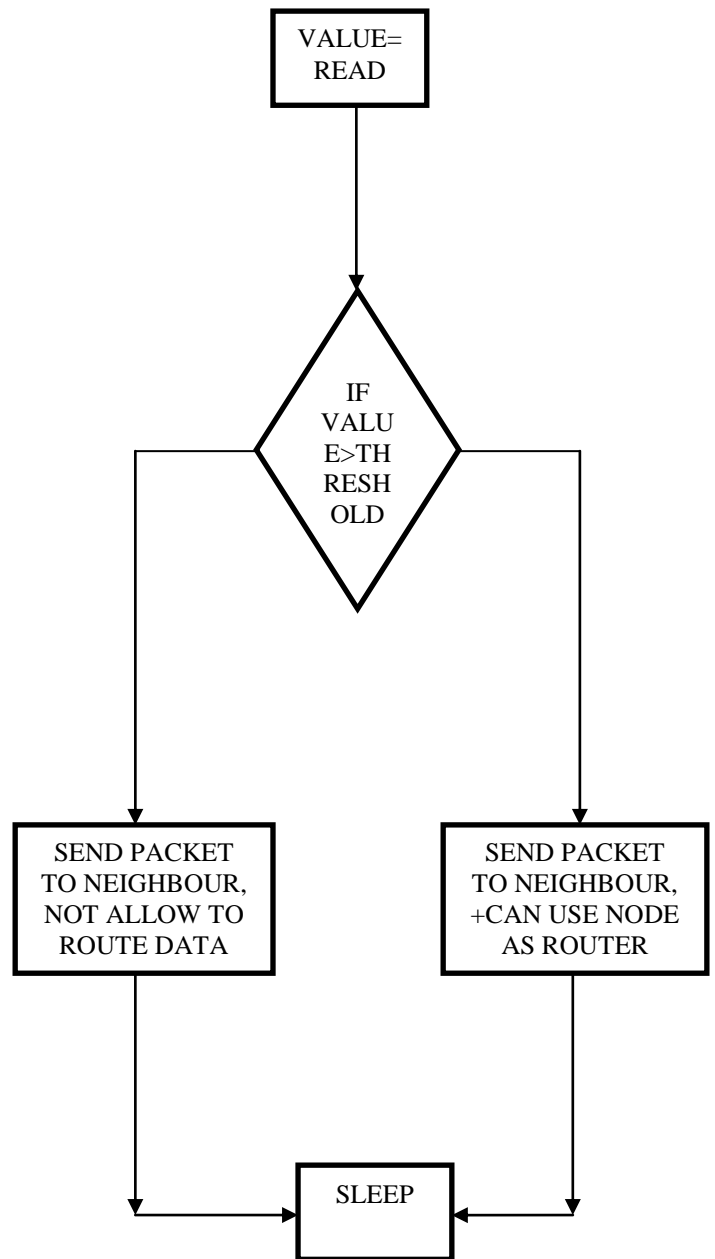 VALUE=
READ
IF
VALU
E>TH
RESH
OLD
SEND PACKET
TO NEIGHBOUR,
NOT ALLOW TO
ROUTE DATA
SEND PACKET
TO NEIGHBOUR,
+CAN USE NODE
AS ROUTER
SLEEP